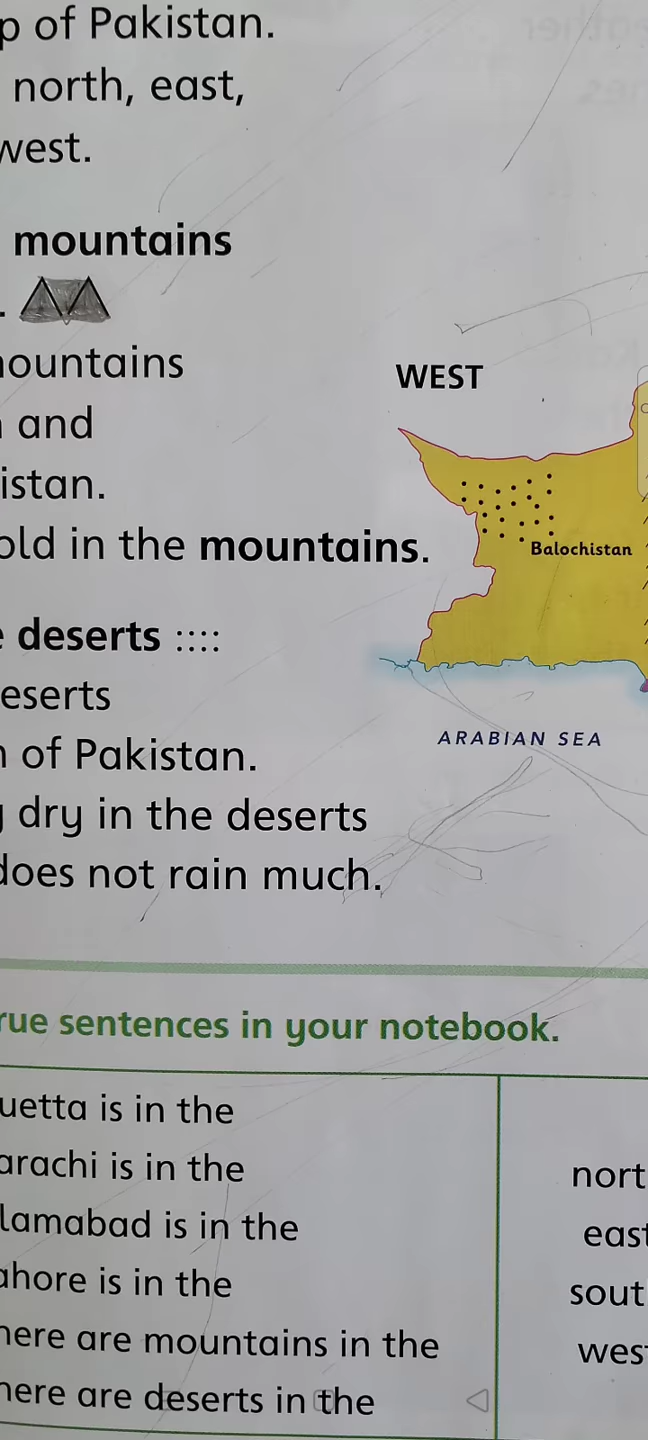 p of Pakistan.
north, east,
west.
mountains
.
ountains
and
istan.
old in the mountains.
deserts ::::
eserts
of Pakistan.
dry in the deserts
does not rain much.
WEST
Balochistan
ARABIAN SEA
rue sentences in your notebook.
uetta is in the
arachi is in the
lamabad is in the
ahore is in the
here are mountains in the
here are deserts in the
nort
east
sout
west